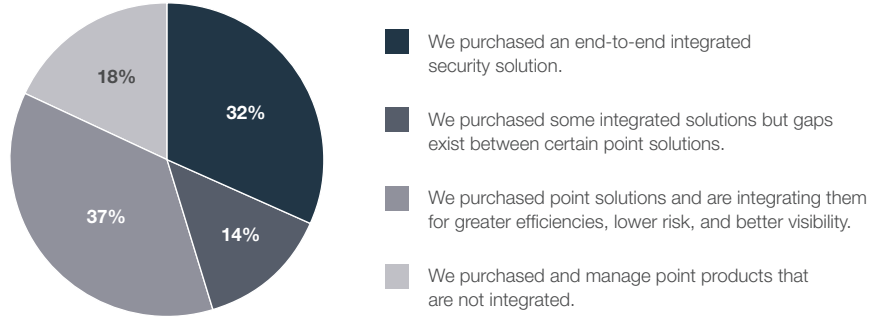 18%
32%
37%
14%
We purchased an end-to-end integrated
security solution.
We purchased some integrated solutions but gaps
exist between certain point solutions.
We purchased point solutions and are integrating them
for greater efficiencies, lower risk, and better visibility.
We purchased and manage point products that
are not integrated.